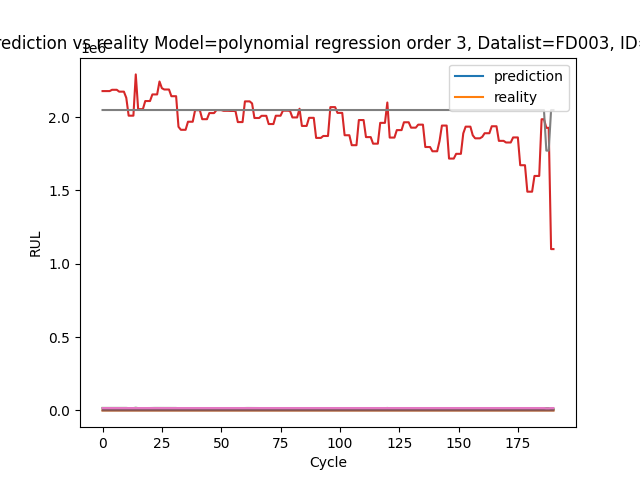 rediction vs reality Model=polynomial regression order 3, Datalist=FD003, ID=
1e6
prediction
reality
2.0
1.5
1.0
0.5
0.0
RUL
0 25 50 75 100 125 150 175
Cycle